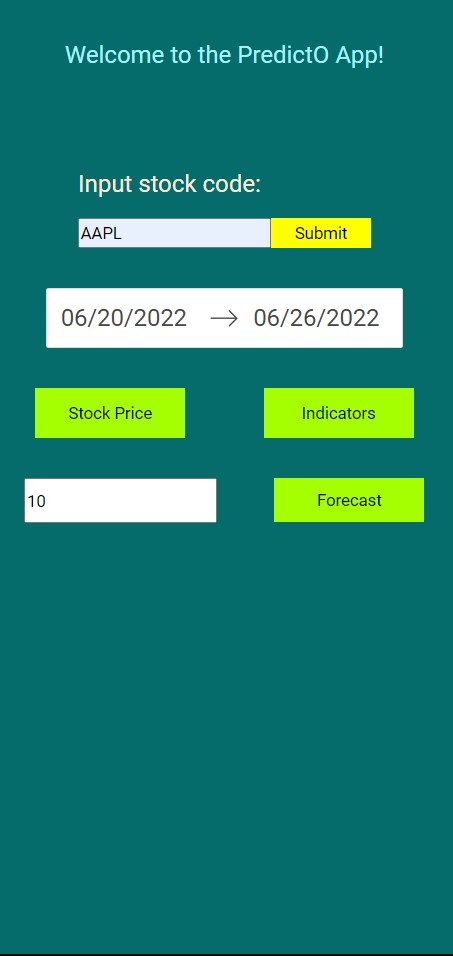 Welcome to the PredictO App!
Input stock code:
AAPL Submit
06/20/2022 → 06/26/2022
Stock Price Indicators
10 Forecast